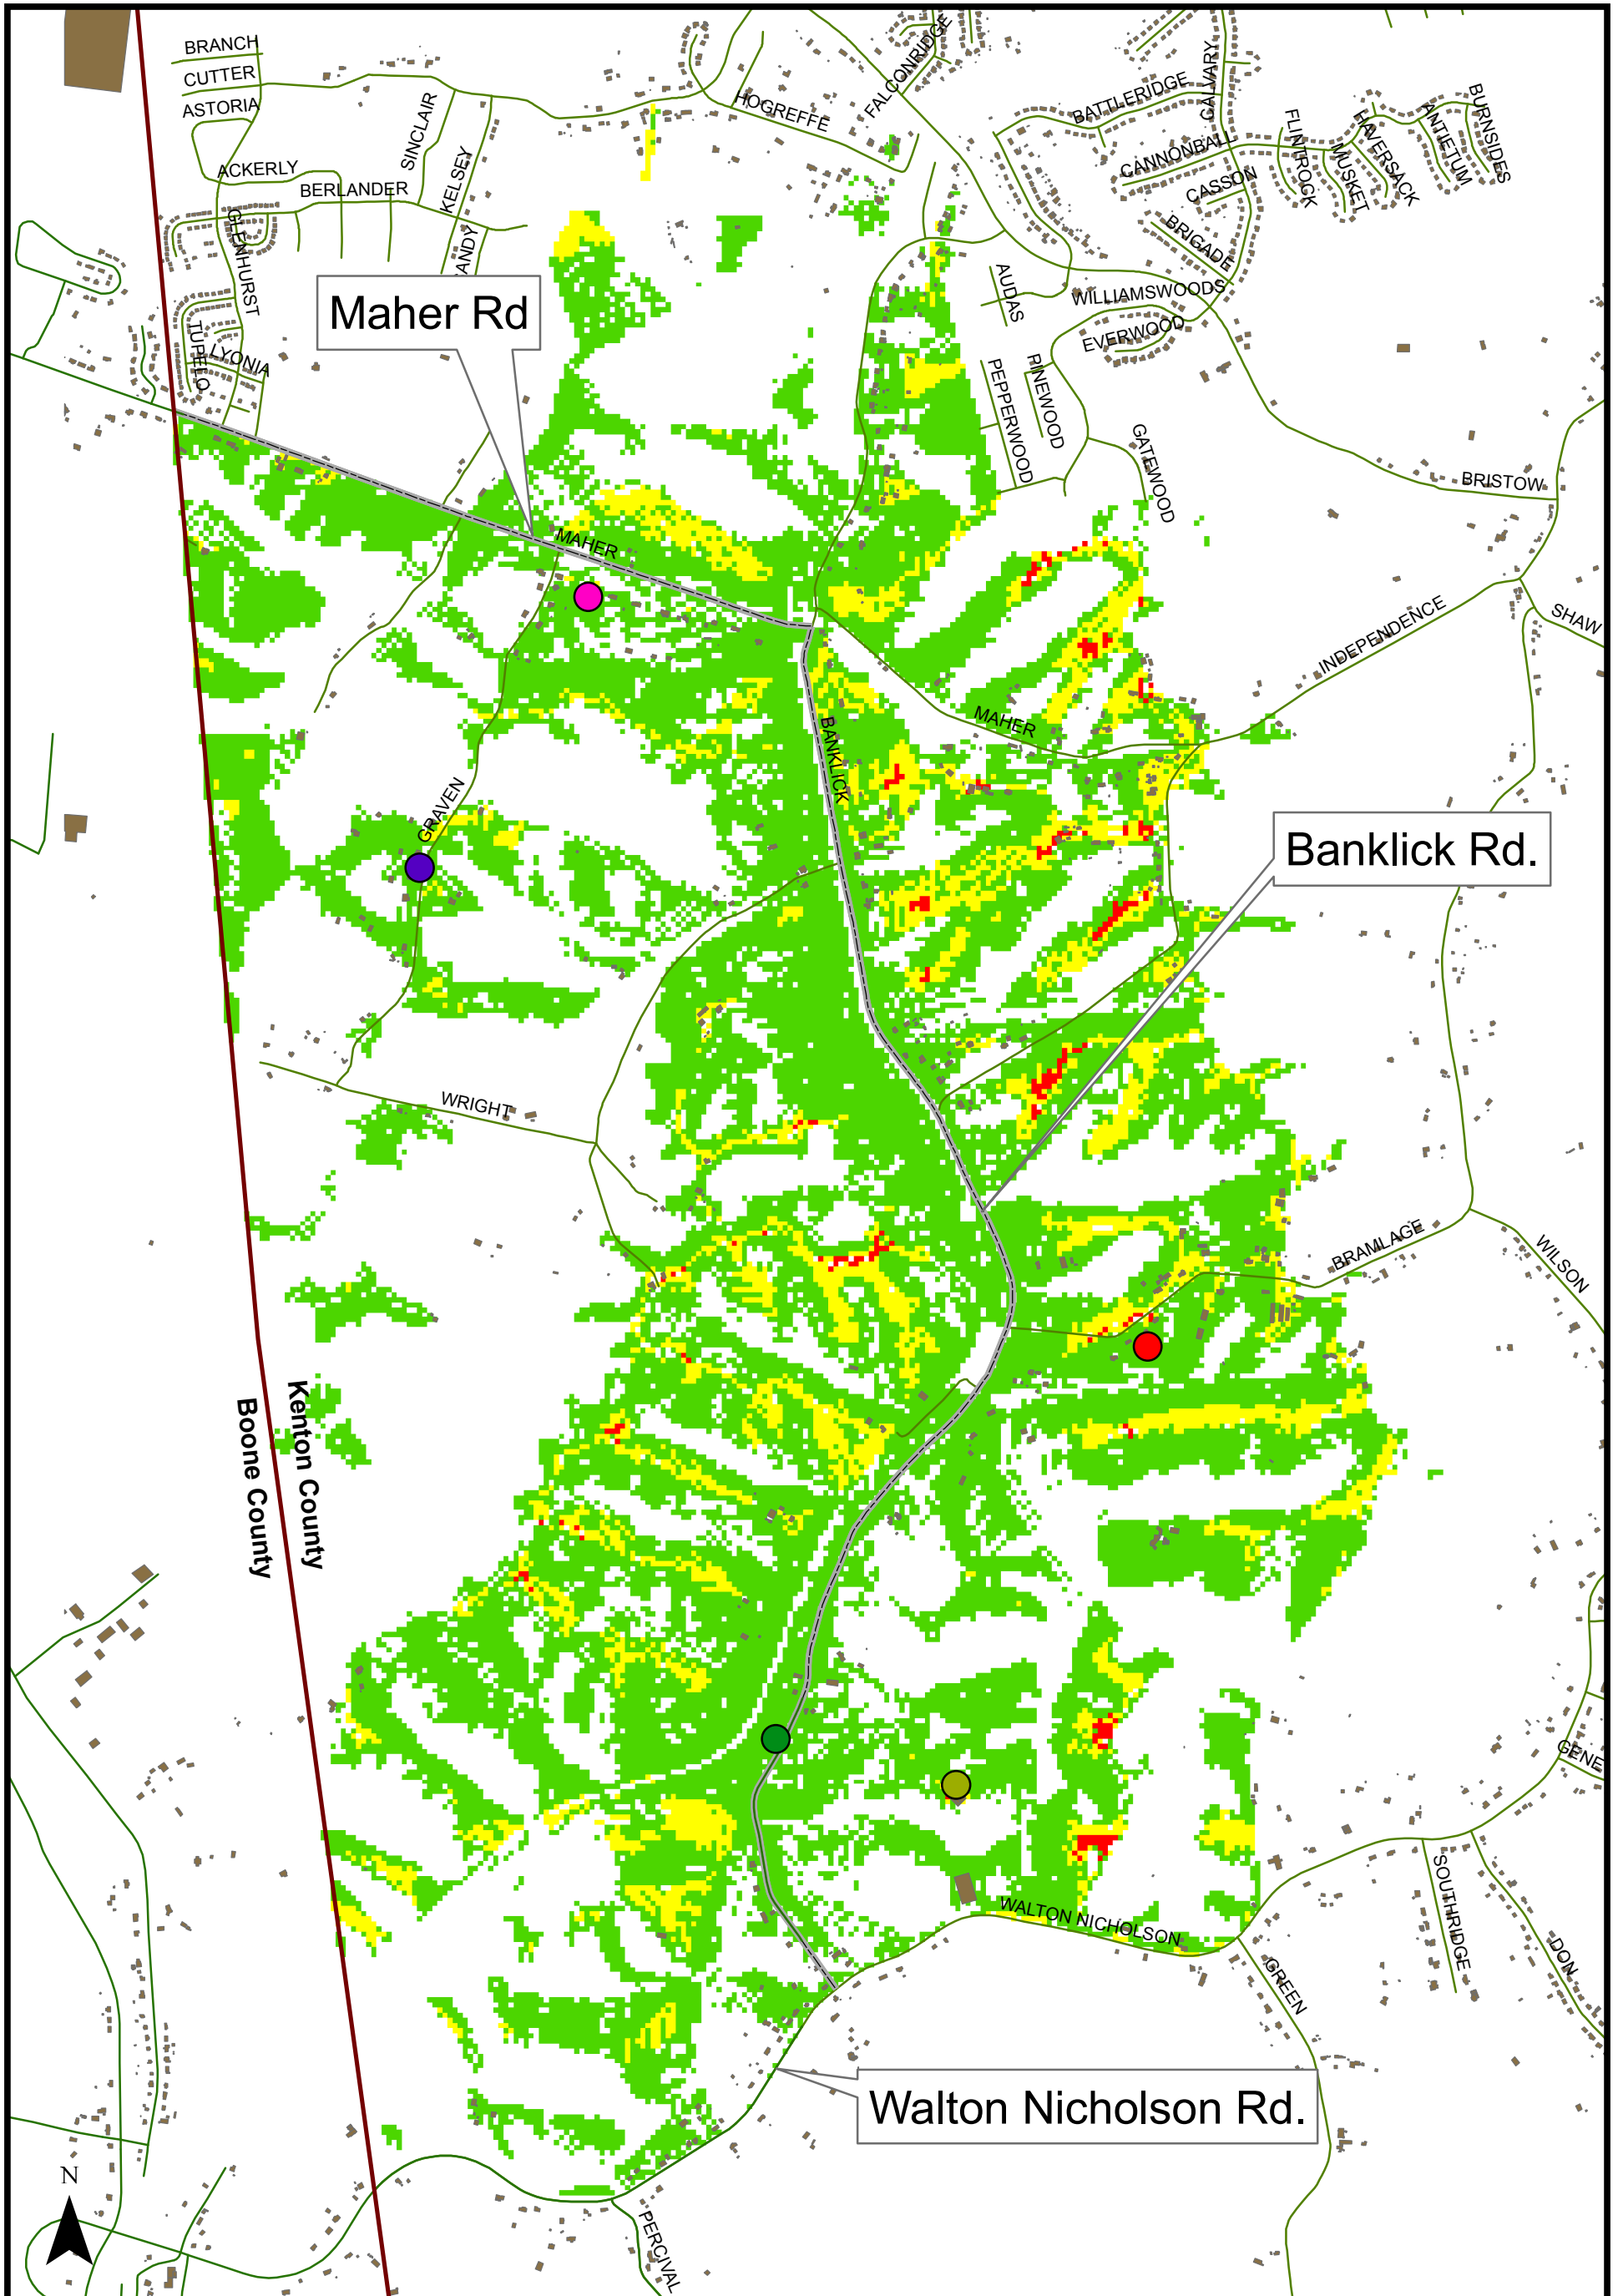 BRANCH
CUTTER
ASTORIA
SINCLAIR
HOGREFFE
FALCONRIDGE
BATTLERIDGE
CALVARY
FLINTROCK
HAVERSACK
ANTIETUM
BURNSIDES
CANNONBALL
MUSKET
CASSON
ACKERLY
BERLANDER
KELSEY
GLENHURST
ANDY
BRIGADE
AUDAS
WILLIAMSWOODS
EVERWOOD
Maher Rd
TUPELO
LYONIA
PEPPERWOOD
PINEWOOD
GATEWOOD
BRISTOW
MAHER
INDEPENDENCE
SHAW
MAHER
BANKLICK
GRAVEN
Banklick Rd.
WRIGHT
BRAMLAGE
WILSON
Kenton County
Boone County
GENE
WALTON NICHOLSON
SOUTHRIDGE
DON
GREEN
Walton Nicholson Rd.
N
PERCIVAL